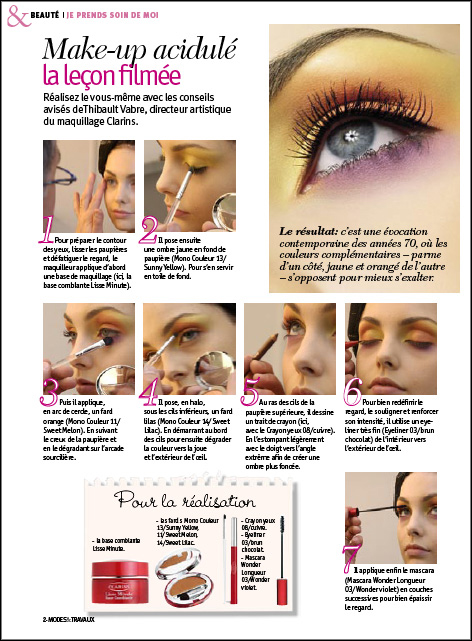 & BEAUTÉ | JE PRENDS SOIN DE MOI
Make-up acidulé
la leçon filmée
Réalisez le vous-même avec les conseils
avisés deThibault Vabre, directeur artistique
du maquillage Clarins.
Le résultat: c'est une évocation
contemporaine des années 70, où les
couleurs complémentaires – parme
d'un côté, jaune et orangé de l'autre
– s'opposent pour mieux s'exalter.
1 Pour préparer le contour
des yeux, lisser les paupières
et défatiguer le regard, le
maquilleur applique d'abord
une base de maquillage (ici, la
base comblante Lisse Minute).
2 Il pose ensuite
une ombre jaune en fond de
paupière (Mono Couleur 13/
Sunny Yellow). Pour s'en servir
en toile de fond.
3 Puis il applique,
en arc de cercle, un fard
orange (Mono Couleur 11/
Sweet Melon). En suivant
le creux de la paupière et
en le dégradant sur l'arcade
sourcilière.
4 Il pose, en halo,
sous les cils inférieurs, un fard
lilas (Mono Couleur 14/ Sweet
Lilac). En démarrant au bord
des cils pour ensuite dégrader
la couleur vers la joue
et l'extérieur de l'œil.
5 Au ras des cils de la
paupière supérieure, il dessine
un trait de crayon (ici,
avec le Crayon yeux 08/cuivre).
En l'estompant légèrement
avec le doigt vers l'angle
extrême afin de créer une
ombre plus foncée.
6 Pour bien redéfinir le
regard, le souligner et renforcer
son intensité, il utilise un eye-
liner très fin (Eyeliner 03/brun
chocolat) de l'intérieur vers
l'extérieur de l'œil.
Pour la réalisation
- la base comblante
Lisse Minute.
- les fards Mono Couleur
13/Sunny Yellow,
11/Sweet Melon,
14/Sweet Lilac.
- Crayon yeux
08/cuivre.
- Eyeliner
03/brun
chocolat.
- Mascara
Wonder
Longueur
03/Wonder
violet.
7 Il applique enfin le mascara
(Mascara Wonder Longueur
03/Wonder violet) en couches
successives pour bien épaissir
le regard.
2-MODES & TRAVAUX